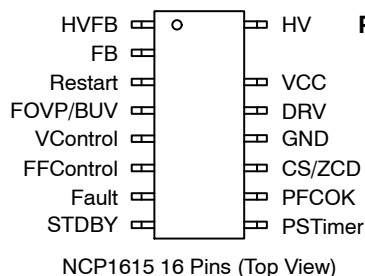 HVFB HV P
FB
Restart VCC
FOVP/BUV DRV
VControl GND
FFControl CS/ZCD
Fault PFCOK
STDBY PSTimer
NCP1615 16 Pins (Top View)